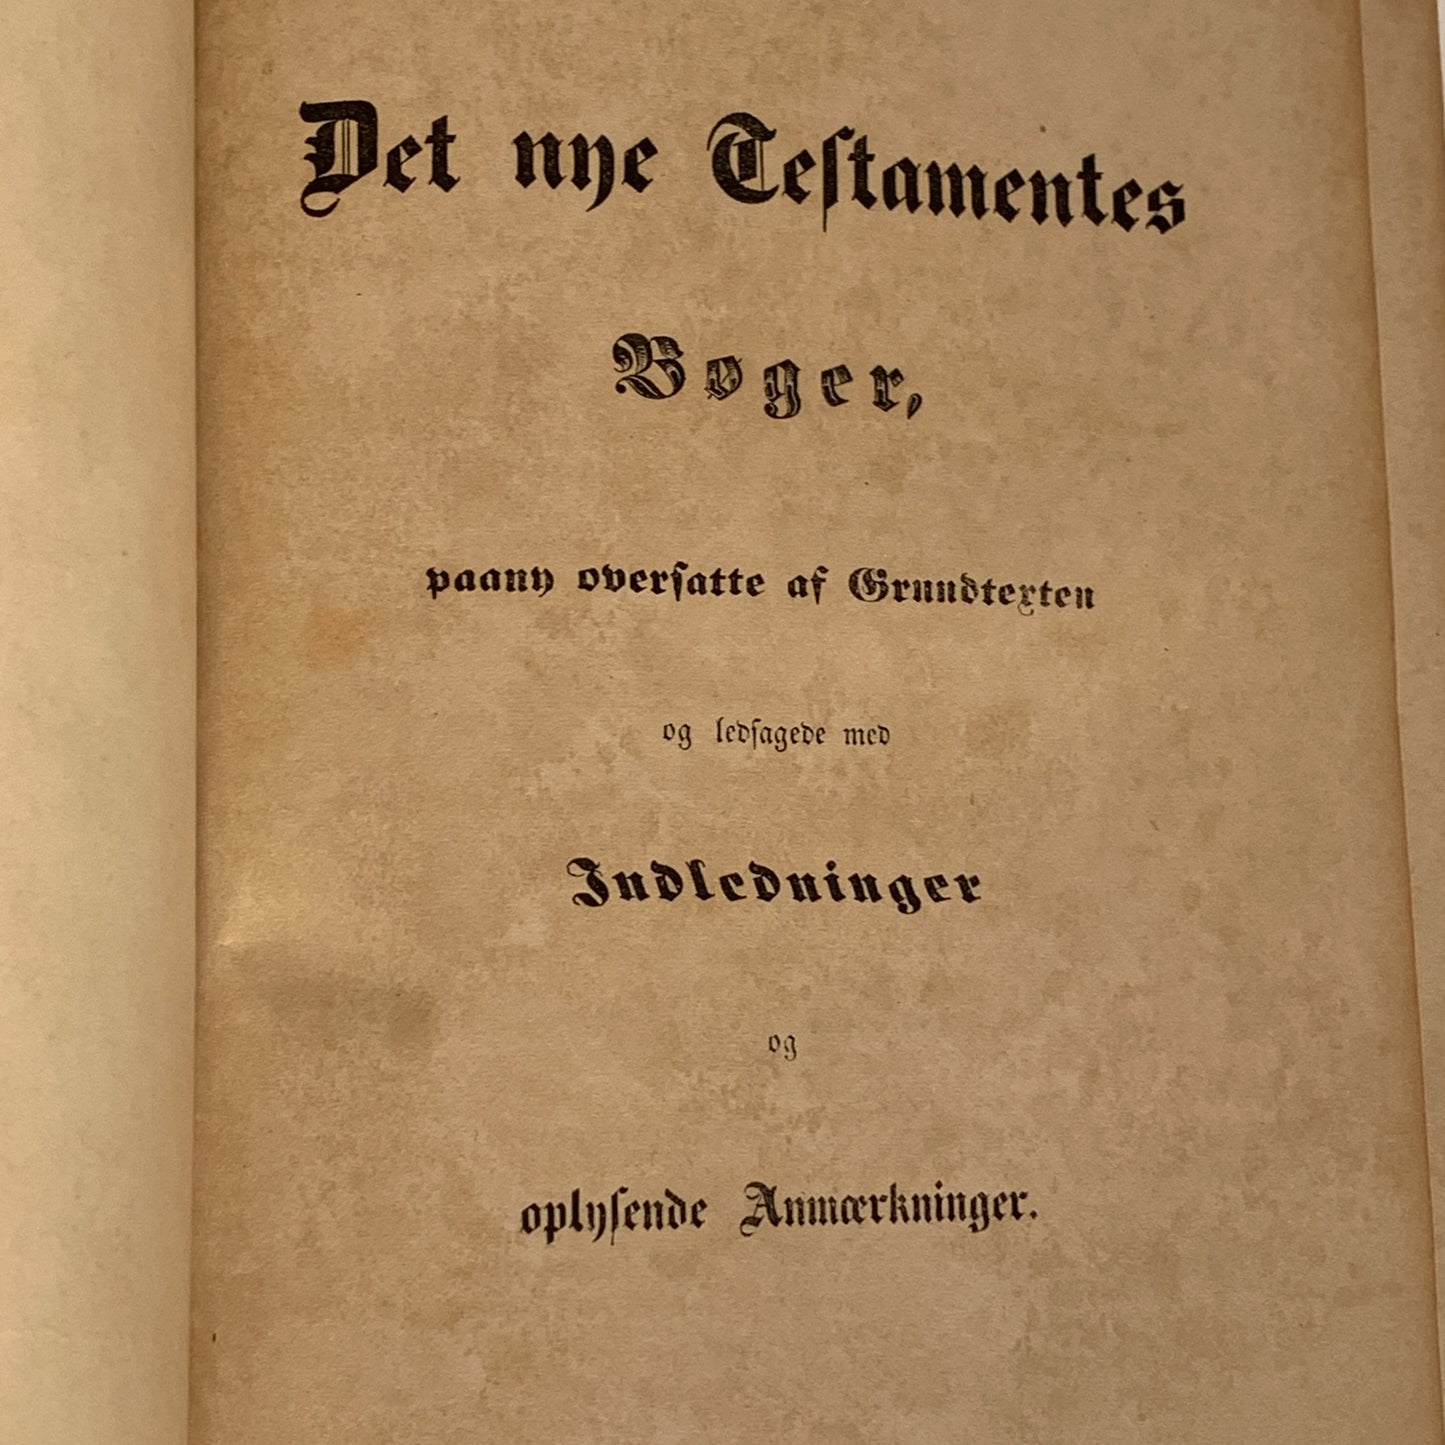 Det nye Testamentes
Bøger,
paany oversatte af Grundtexten
og ledsagede med
Indledninger
og
oplysende Anmærkninger.